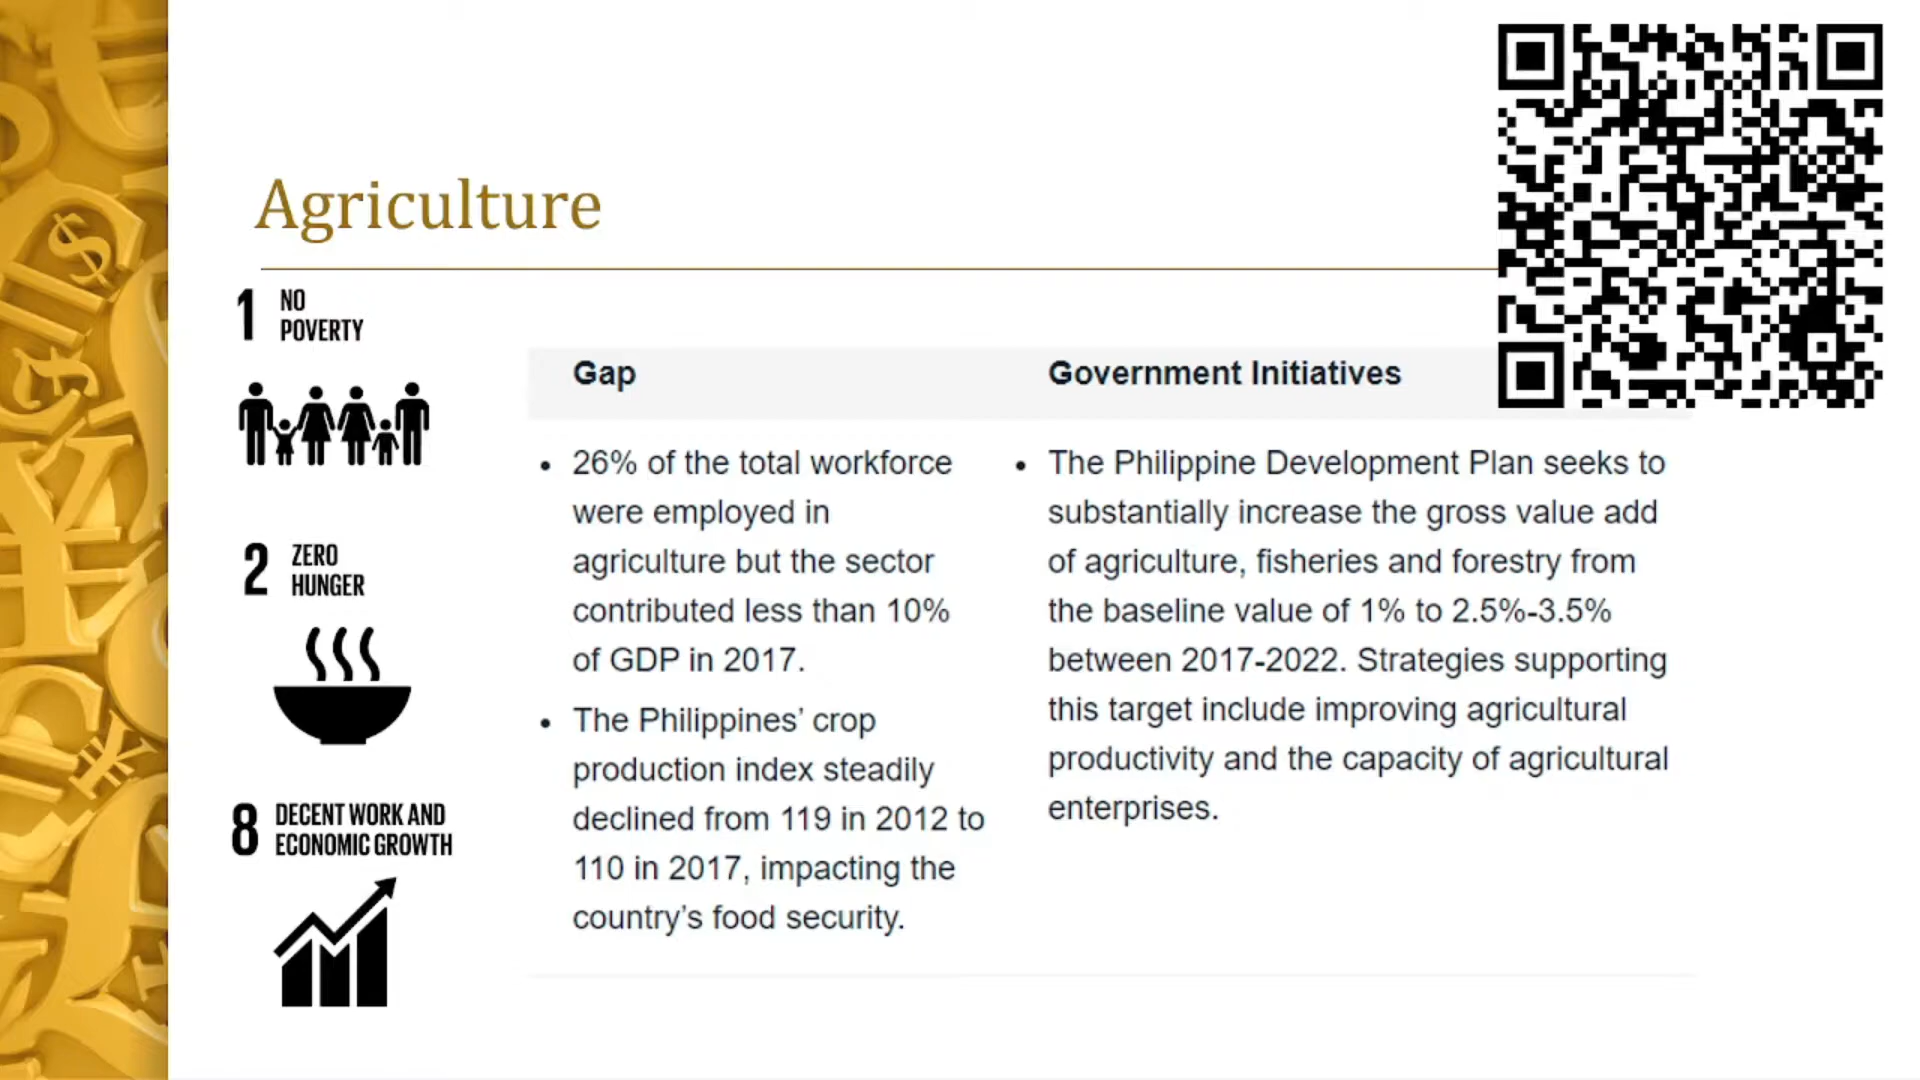 Agriculture
1 NO
POVERTY
2 ZERO
HUNGER
8 DECENT WORK AND
ECONOMIC GROWTH
Gap
• 26% of the total workforce
were employed in
agriculture but the sector
contributed less than 10%
of GDP in 2017.
• The Philippines’ crop
production index steadily
declined from 119 in 2012 to
110 in 2017, impacting the
country’s food security.
Government Initiatives
• The Philippine Development Plan seeks to
substantially increase the gross value add
of agriculture, fisheries and forestry from
the baseline value of 1% to 2.5%-3.5%
between 2017-2022. Strategies supporting
this target include improving agricultural
productivity and the capacity of agricultural
enterprises.